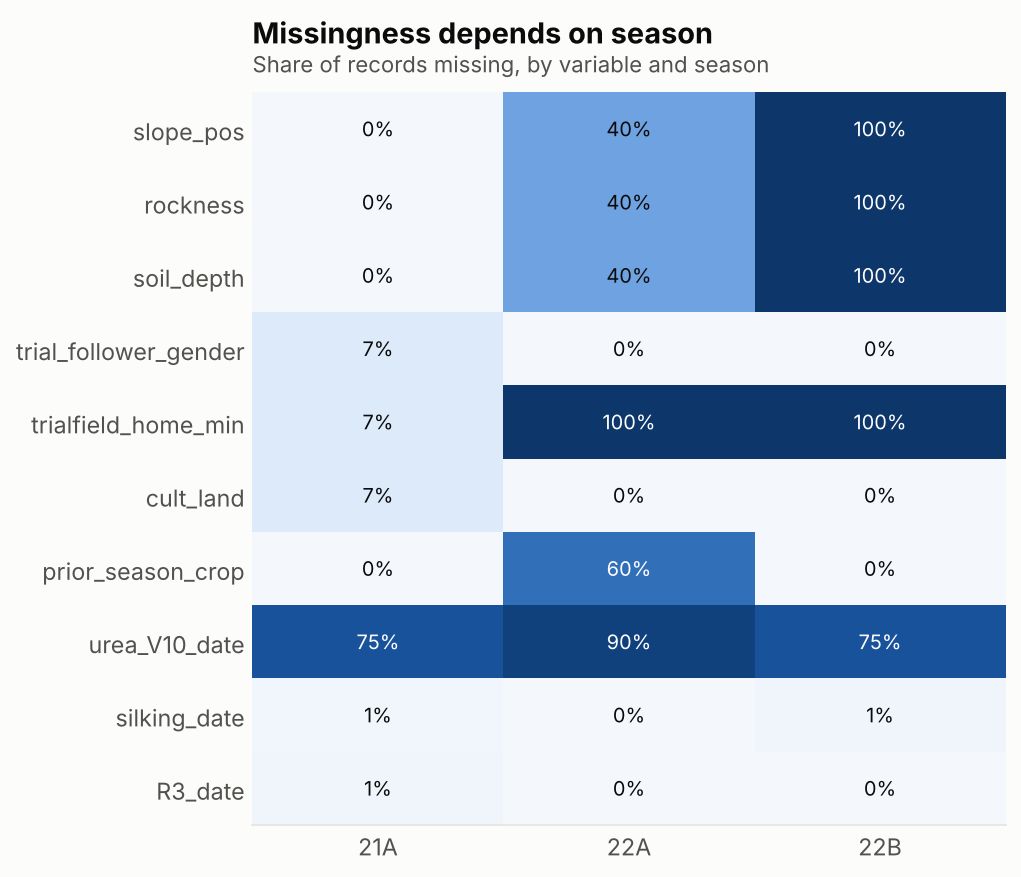 Missingness depends on season
Share of records missing, by variable and season
slope_pos 0% 40% 100%
rockness 0% 40% 100%
soil_depth 0% 40% 100%
trial_follower_gender 7% 0% 0%
trialfield_home_min 7% 100% 100%
cult_land 7% 0% 0%
prior_season_crop 0% 60% 0%
urea_V10_date 75% 90% 75%
silking_date 1% 0% 1%
R3_date 1% 0% 0%
21A 22A 22B